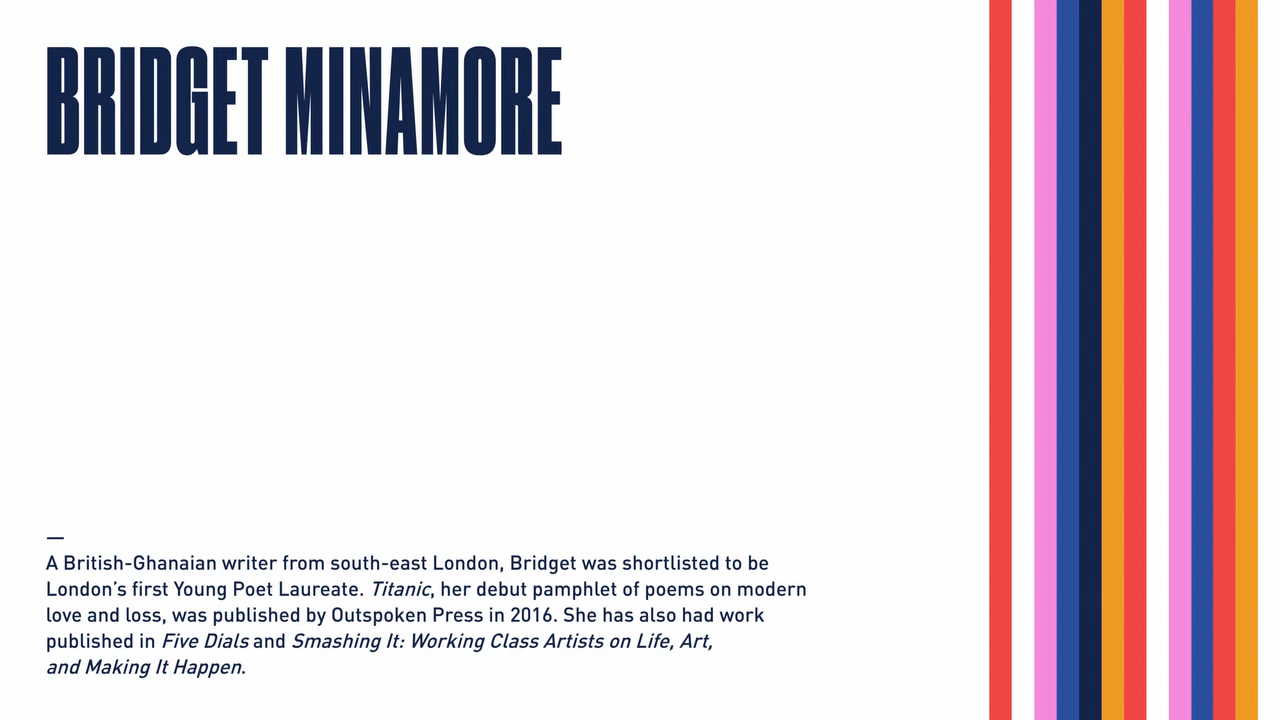 BRIDGET MINAMORE
—
A British-Ghanaian writer from south-east London, Bridget was shortlisted to be
London’s first Young Poet Laureate. Titanic, her debut pamphlet of poems on modern
love and loss, was published by Outspoken Press in 2016. She has also had work
published in Five Dials and Smashing It: Working Class Artists on Life, Art,
and Making It Happen.